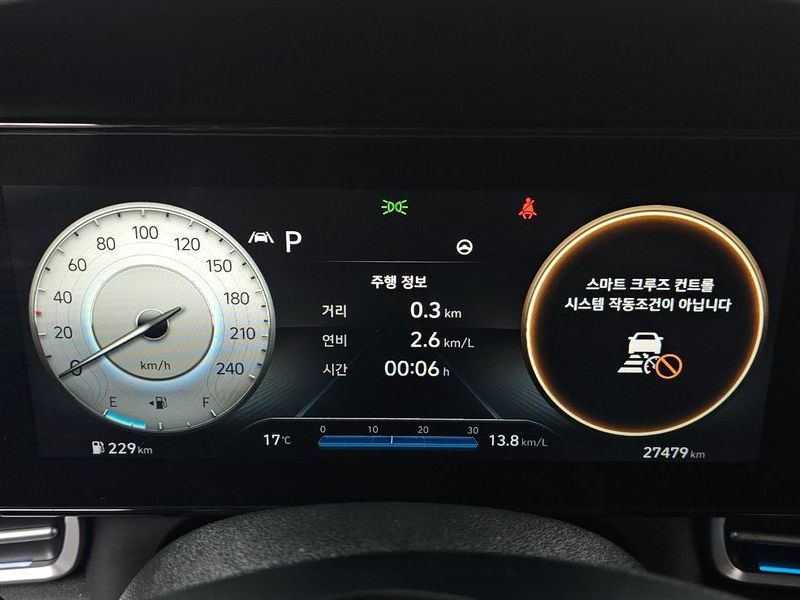 100
80
120
60
150
40
180
20
210
0
240
km/h
E
F
229 km
P
주행 정보
거리 0.3 km
연비 2.6 km/L
시간 00:06 h
17°C
0 10 20 30
13.8 km/L
스마트 크루즈 컨트롤
시스템 작동조건이 아닙니다
27479 km